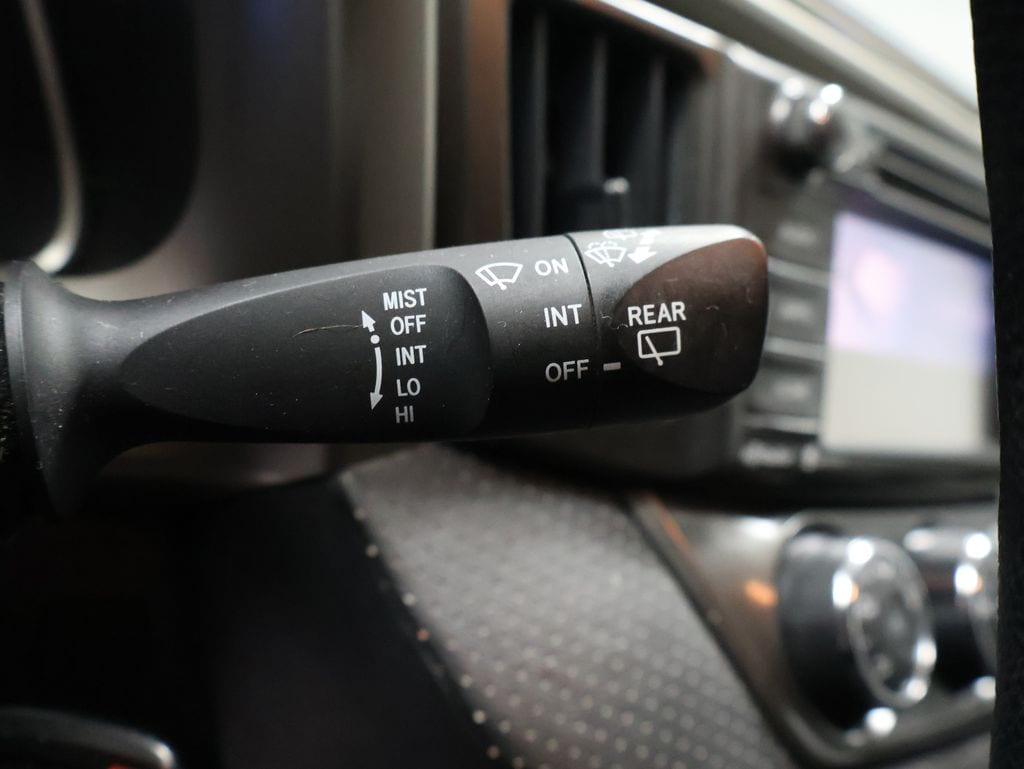 MIST
OFF
INT
LO
HI
ON
INT
OFF
REAR